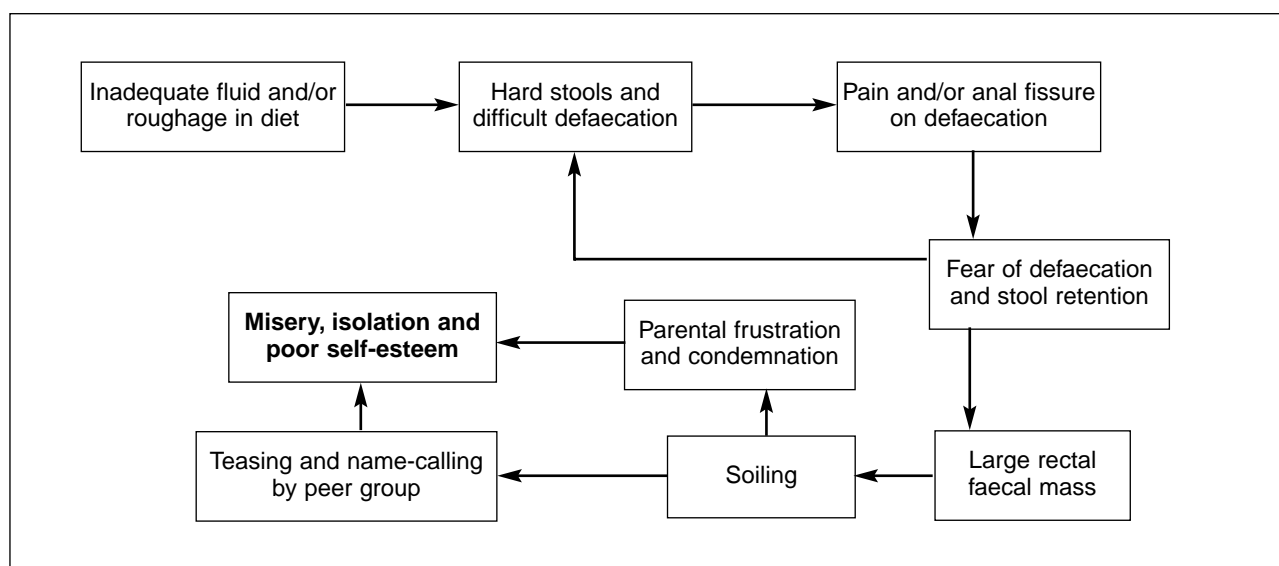 Inadequate fluid and/or
roughage in diet
Hard stools and
difficult defaecation
Pain and/or anal fissure
on defaecation
Fear of defaecation
and stool retention
Misery, isolation and
poor self-esteem
Parental frustration
and condemnation
Teasing and name-calling
by peer group
Soiling
Large rectal
faecal mass